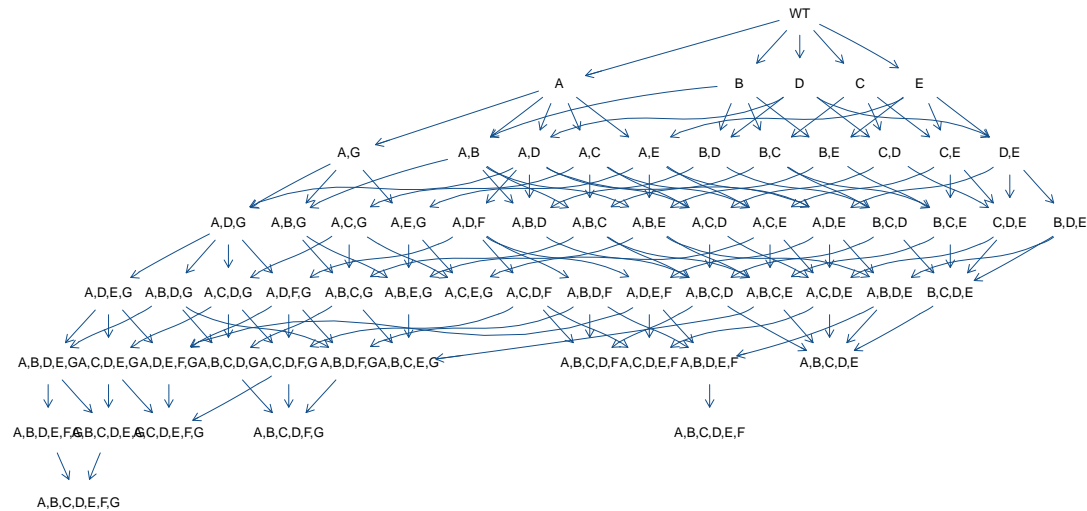 WT
A B D C E
A,G A,B A,D A,C A,E B,D B,C B,E C,D C,E D,E
A,D,G A,B,G A,C,G A,E,G A,D,F A,B,D A,B,C A,B,E A,C,D A,C,E A,D,E B,C,D B,C,E C,D,E B,D,E
A,D,E,G A,B,D,G A,C,D,G A,D,F,G A,B,C,G A,B,E,G A,C,E,G A,C,D,F A,B,D,F A,D,E,F A,B,C,D A,B,C,E A,C,D,E A,B,D,E B,C,D,E
A,B,D,E,G A,C,D,E,G A,D,E,F,G A,B,C,D,G A,C,D,F,G A,B,D,F,G A,B,C,E,G A,B,C,D,F A,C,D,E,F A,B,D,E,F A,B,C,D,E
A,B,D,E,F,G A,B,C,D,E,G A,C,D,E,F,G A,B,C,D,F,G A,B,C,D,E,F
A,B,C,D,E,F,G